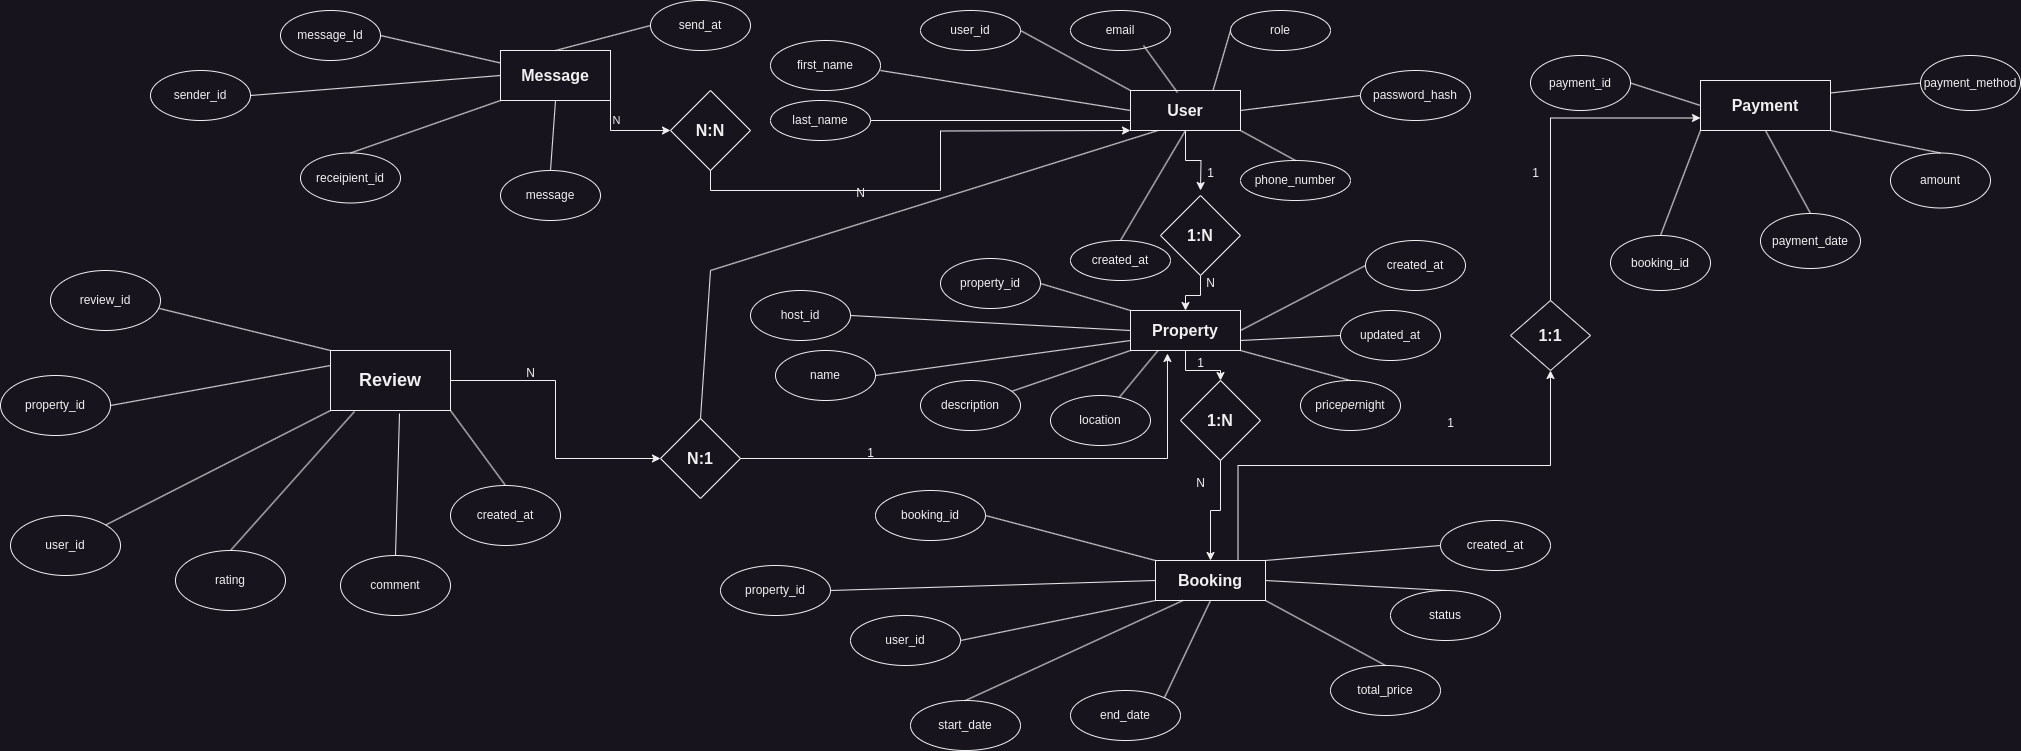 message_Id
send_at
sender_id
Message
receipient_id
message
N
N:N
N
user_id
email
role
first_name
last_name
User
password_hash
phone_number
created_at
1
1:N
N
payment_id
Payment
payment_method
amount
payment_date
booking_id
1
1:1
1
property_id
host_id
name
Property
description
location
created_at
updated_at
pricepernight
1
1:N
N
review_id
property_id
Review
user_id
rating
comment
created_at
N
N:1
1
booking_id
property_id
user_id
Booking
start_date
end_date
created_at
status
total_price